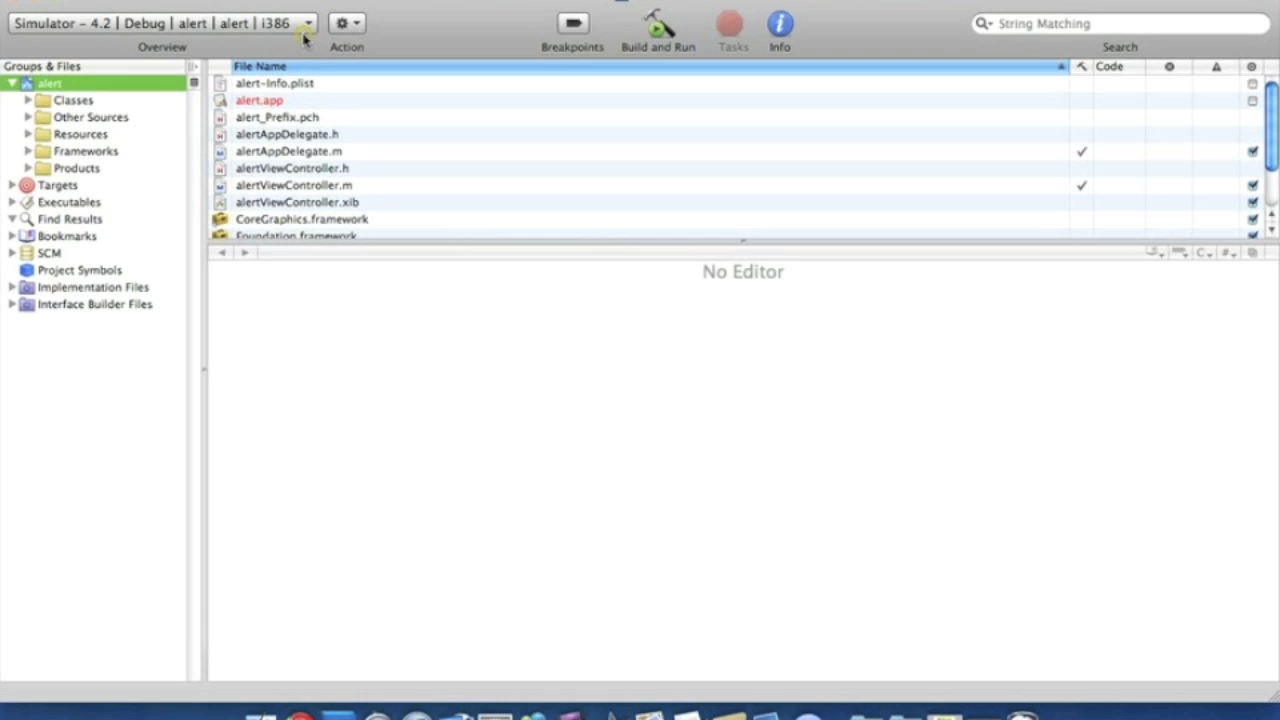 Simulator - 4.2 | Debug | alert | alert | i386
String Matching
Overview
Action
Breakpoints
Build and Run
Tasks
Info
Search
Groups & Files
File Name
Code
alert
Classes
Other Sources
Resources
Frameworks
Products
Targets
Executables
Find Results
Bookmarks
SCM
Project Symbols
Implementation Files
Interface Builder Files
alert-Info.plist
alert.app
alert_Prefix.pch
alertAppDelegate.h
alertAppDelegate.m
alertViewController.h
alertViewController.m
alertViewController.xib
CoreGraphics.framework
Foundation.framework
C
#
No Editor